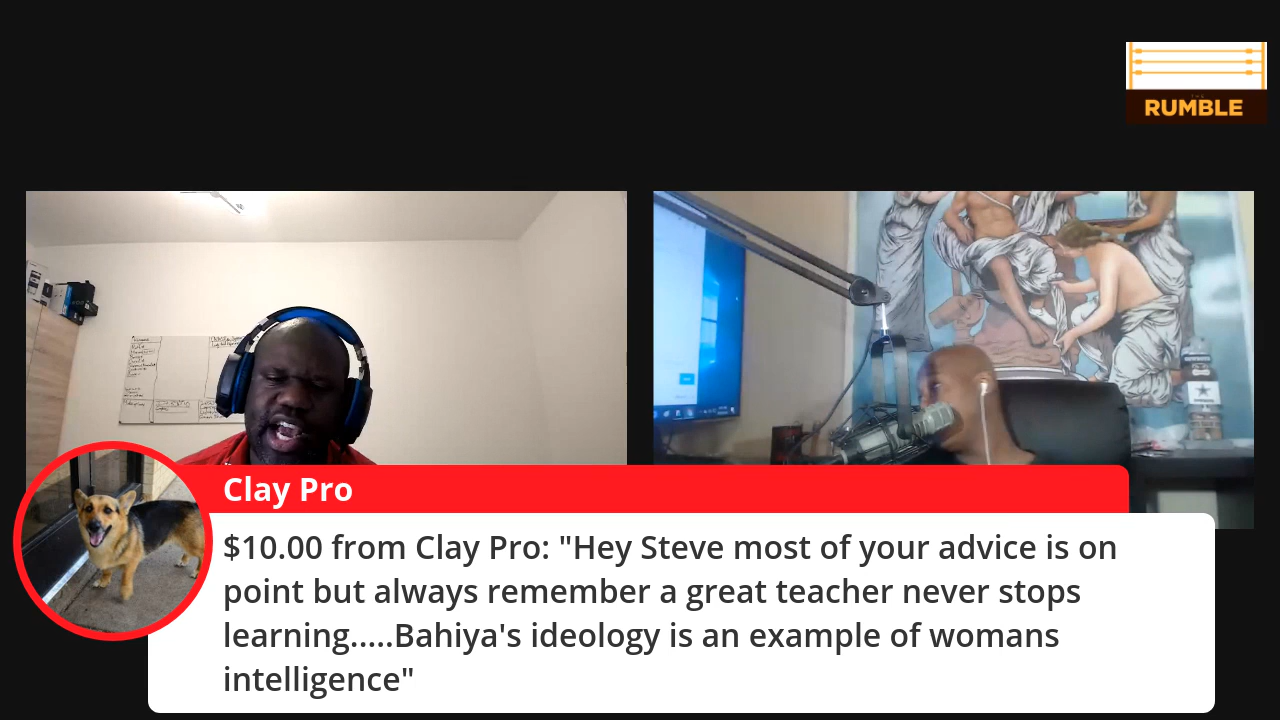 THE
RUMBLE
Clay Pro
$10.00 from Clay Pro: "Hey Steve most of your advice is on
point but always remember a great teacher never stops
learning.....Bahiya's ideology is an example of womans
intelligence"